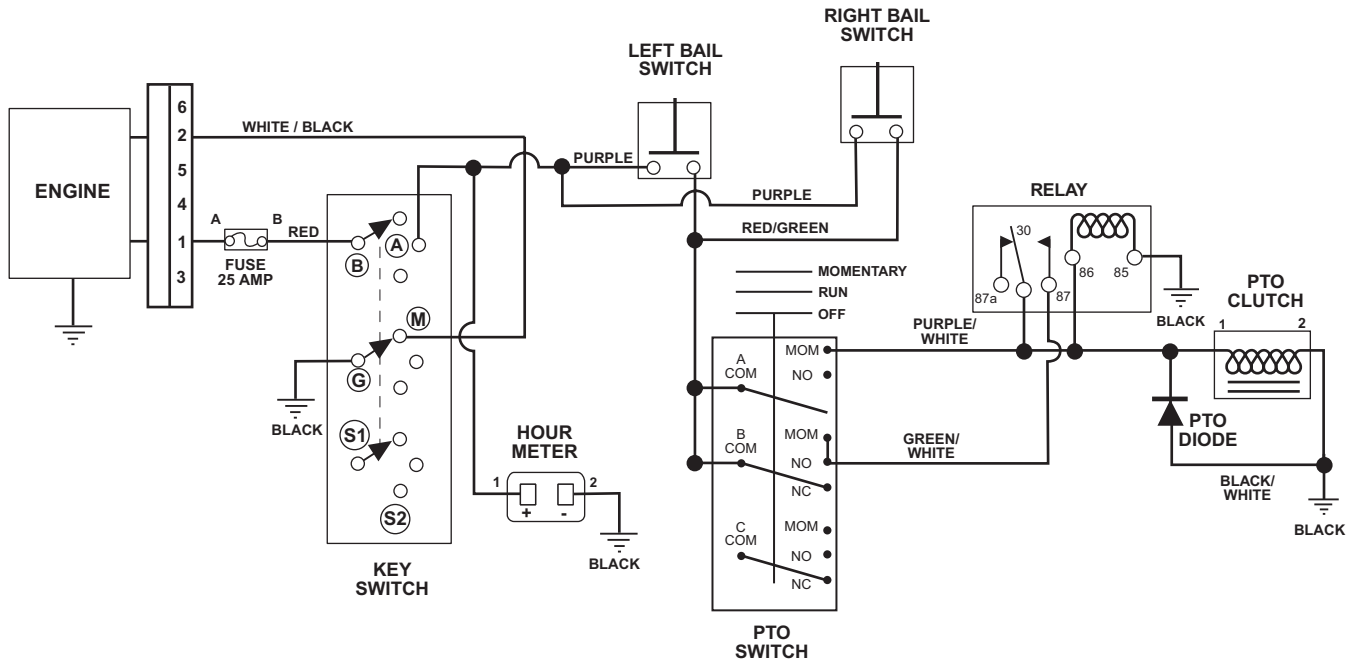 RIGHT BAIL
SWITCH
LEFT BAIL
SWITCH
6
2
5
4
1
3
WHITE / BLACK
PURPLE
ENGINE
A
B
RED
FUSE
25 AMP
A
B
M
G
BLACK
S1
S2
KEY
SWITCH
PURPLE
RED/GREEN
HOUR
METER
1
2
+
-
BLACK
MOMENTARY
RUN
OFF
A
COM
MOM
NO
B
COM
MOM
NO
NC
C
COM
MOM
NO
NC
PTO
SWITCH
PURPLE/
WHITE
GREEN/
WHITE
RELAY
30
87a
87
86
85
BLACK
PTO
CLUTCH
1
2
PTO
DIODE
BLACK/
WHITE
BLACK